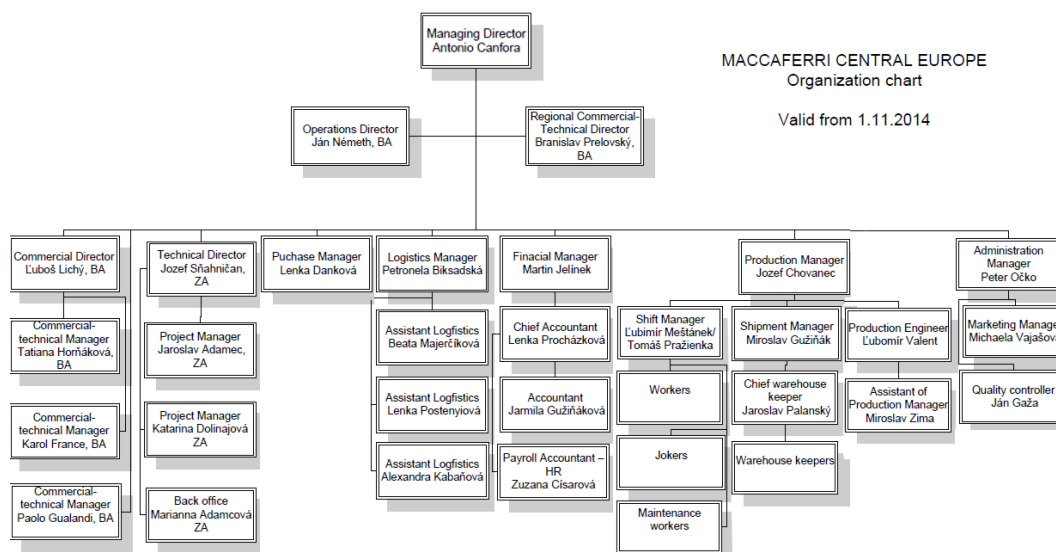 Managing Director
Antonio Canfora
MACCAFERRI CENTRAL EUROPE
Organization chart
Valid from 1.11.2014
Operations Director
Ján Németh, BA
Regional Commercial-
Technical Director
Branislav Prelovský,
BA
Commercial Director
Ľuboš Lichý, BA
Technical Director
Jozef Sňahničan,
ZA
Puchase Manager
Lenka Danková
Logistics Manager
Petronela Biksadská
Finacial Manager
Martin Jelínek
Production Manager
Jozef Chovanec
Administration
Manager
Peter Očko
Commercial-
technical Manager
Tatiana Horňáková,
BA
Project Manager
Jaroslav Adamec,
ZA
Assistant Logfistics
Beata Majerčíková
Chief Accountant
Lenka Procházková
Shift Manager
Ľubimír Meštánek/
Tomáš Pražienka
Shipment Manager
Miroslav Gužiňák
Production Engineer
Ľubomír Valent
Marketing Manager
Michaela Vajašová
Commercial-
technical Manager
Karol France, BA
Project Manager
Katarina Dolinajová
ZA
Assistant Logfistics
Lenka Postenyiová
Accountant
Jarmila Gužiňáková
Workers
Chief warehouse
keeper
Jaroslav Palanský
Assistant of
Production Manager
Miroslav Zima
Quality controller
Ján Gaža
Commercial-
technical Manager
Paolo Gualandi, BA
Back office
Marianna Adamcová
ZA
Assistant Logfistics
Alexandra Kabaňová
Payroll Accountant –
HR
Zuzana Císarová
Jokers
Warehouse keepers
Maintenance
workers